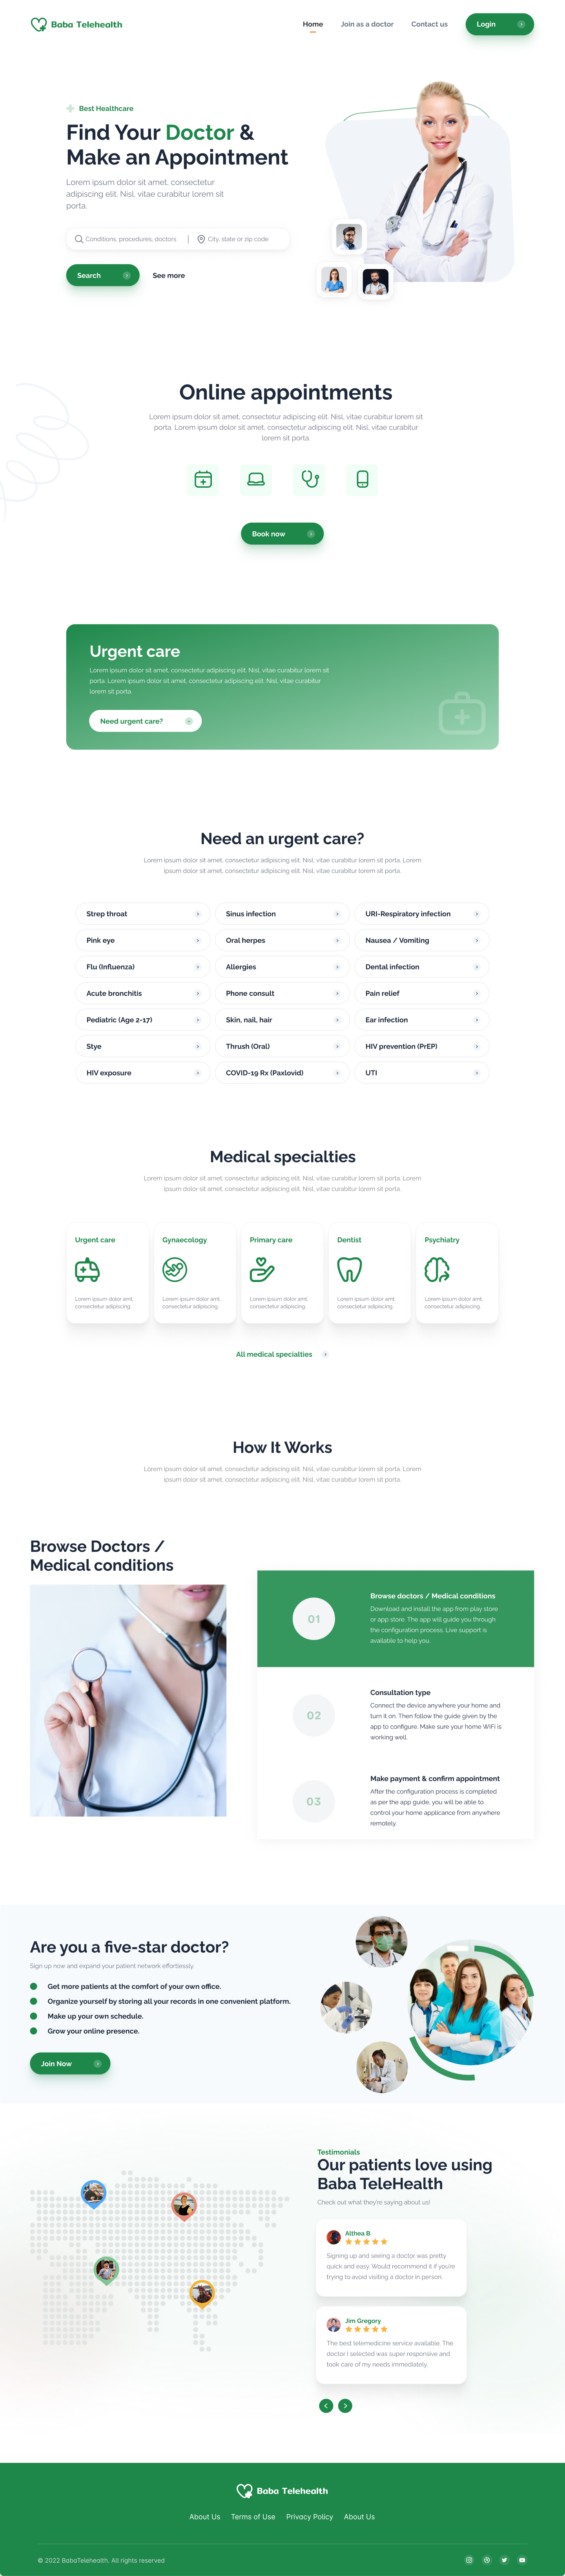 Baba Telehealth
Home Join as a doctor Contact us Login
Best Healthcare
Find Your Doctor &
Make an Appointment
Lorem ipsum dolor sit amet, consectetur
adipiscing elit. Nisl, vitae curabitur lorem sit
porta.
Conditions, procedures, doctors City, state or zip code
Search See more
Online appointments
Lorem ipsum dolor sit amet, consectetur adipiscing elit. Nisl, vitae curabitur lorem sit
porta. Lorem ipsum dolor sit amet, consectetur adipiscing elit. Nisl, vitae curabitur
lorem sit porta.
Book now
Urgent care
Lorem ipsum dolor sit amet, consectetur adipiscing elit. Nisl, vitae curabitur lorem sit
porta. Lorem ipsum dolor sit amet, consectetur adipiscing elit. Nisl, vitae curabitur
lorem sit porta.
Need urgent care?
Need an urgent care?
Lorem ipsum dolor sit amet, consectetur adipiscing elit. Nisl, vitae curabitur lorem sit porta. Lorem
ipsum dolor sit amet, consectetur adipiscing elit. Nisl, vitae curabitur lorem sit porta.
Strep throat Sinus infection URI-Respiratory infection
Pink eye Oral herpes Nausea / Vomiting
Flu (Influenza) Allergies Dental infection
Acute bronchitis Phone consult Pain relief
Pediatric (Age 2-17) Skin, nail, hair Ear infection
Stye Thrush (Oral) HIV prevention (PrEP)
HIV exposure COVID-19 Rx (Paxlovid) UTI
Medical specialties
Lorem ipsum dolor sit amet, consectetur adipiscing elit. Nisl, vitae curabitur lorem sit porta. Lorem
ipsum dolor sit amet, consectetur adipiscing elit. Nisl, vitae curabitur lorem sit porta.
Urgent care Gynaecology Primary care Dentist Psychiatry
Lorem ipsum dolor amt, Lorem ipsum dolor amt, Lorem ipsum dolor amt, Lorem ipsum dolor amt, Lorem ipsum dolor amt,
consectetur adipiscing consectetur adipiscing consectetur adipiscing consectetur adipiscing consectetur adipiscing
All medical specialties
How It Works
Lorem ipsum dolor sit amet, consectetur adipiscing elit. Nisl, vitae curabitur lorem sit porta. Lorem
ipsum dolor sit amet, consectetur adipiscing elit. Nisl, vitae curabitur lorem sit porta.
Browse Doctors /
Medical conditions
01
Browse doctors / Medical conditions
Download and install the app from play store
or app store. The app will guide you through
the configuration process. Live support is
available to help you.
02
Consultation type
Connect the device anywhere your home and
turn it on. Then follow the guide given by the
app to configure. Make sure your home WiFi is
working well.
03
Make payment & confirm appointment
After the configuration process is completed
as per the app guide, you will be able to
control your home applicance from anywhere
remotely.
Are you a five-star doctor?
Sign up now and expand your patient network effortlessly.
Get more patients at the comfort of your own office.
Organize yourself by storing all your records in one convenient platform.
Make up your own schedule.
Grow your online presence.
Join Now
Testimonials
Our patients love using
Baba TeleHealth
Check out what they're saying about us!
Althea B
Signing up and seeing a doctor was pretty
quick and easy. Would recommend it if you're
trying to avoid visiting a doctor in person.
Jim Gregory
The best telemedicine service available. The
doctor I selected was super responsive and
took care of my needs immediately.
Baba Telehealth
About Us Terms of Use Privacy Policy About Us
© 2022 BabaTelehealth. All rights reserved